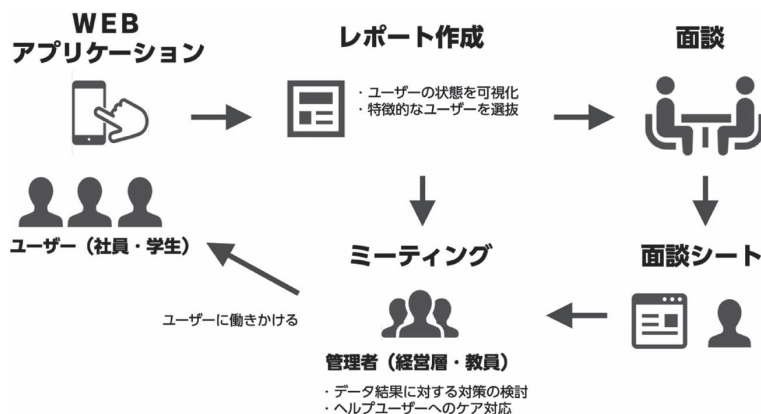 WEB
アプリケーション
レポート作成
・ユーザーの状態を可視化
・特徴的なユーザーを選抜
面談
ユーザー（社員・学生）
ミーティング
面談シート
ユーザーに働きかける
管理者（経営層・教員）
・データ結果に対する対策の検討
・ヘルプユーザーへのケア対応